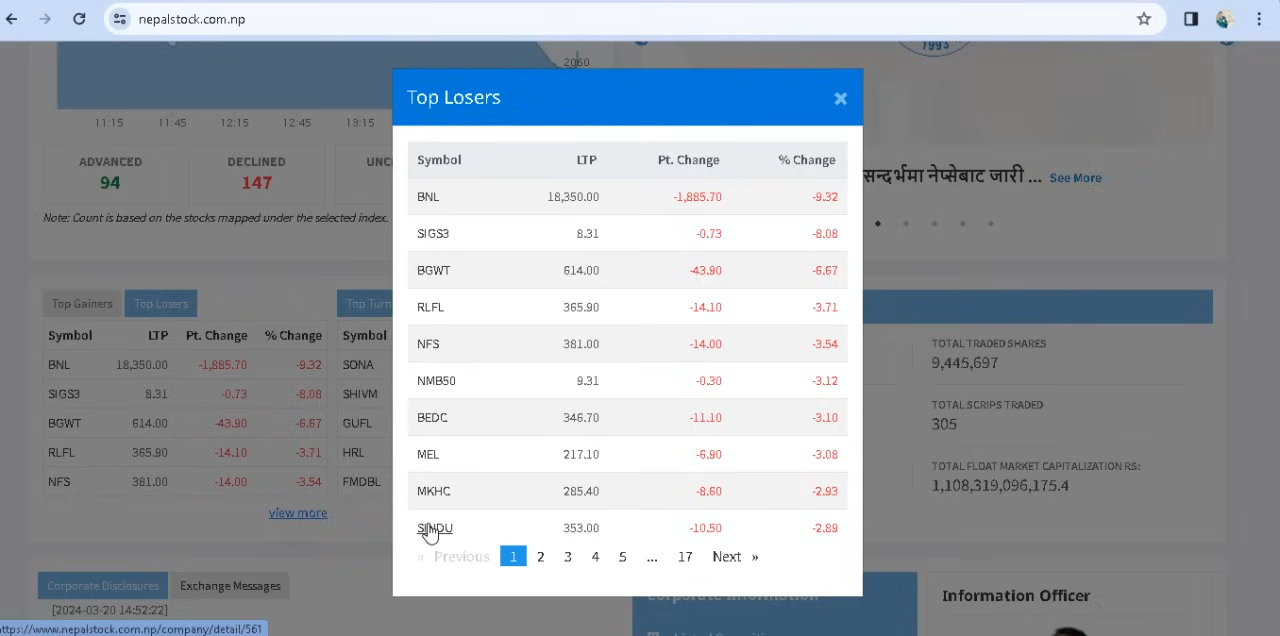 nepalstock.com.np
7993
2060
11:15 11:45 12:15 12:45 13:15
Top Losers
ADVANCED DECLINED UNC
94 147
Note: Count is based on the stocks mapped under the selected index.
Symbol LTP Pt. Change % Change
BNL 18,350.00 -1,885.70 -9.32
SIGS3 8.31 -0.73 -8.08
BGWT 614.00 -43.90 -6.67
RLFL 365.90 -14.10 -3.71
NFS 381.00 -14.00 -3.54
NMB50 9.31 -0.30 -3.12
BEDC 346.70 -11.10 -3.10
MEL 217.10 -6.90 -3.08
MKHC 285.40 -8.60 -2.93
SINDU 353.00 -10.50 -2.89
« Previous 1 2 3 4 5 ... 17 Next »
सन्दर्भमा नेप्सेबाट जारी ... See More
Top Gainers Top Losers Top Turn
Symbol LTP Pt. Change % Change Symbol
BNL 18,350.00 -1,885.70 -9.32 SONA
SIGS3 8.31 -0.73 -8.08 SHIVM
BGWT 614.00 -43.90 -6.67 GUFL
RLFL 365.90 -14.10 -3.71 HRL
NFS 381.00 -14.00 -3.54 FMDBL
view more
TOTAL TRADED SHARES
9,445,697
TOTAL SCRIPS TRADED
305
TOTAL FLOAT MARKET CAPITALIZATION RS:
1,108,319,096,175.4
Corporate Disclosures Exchange Messages
[2024-03-20 14:52:22]
Corporate Information
Information Officer
https://www.nepalstock.com.np/company/detail/561